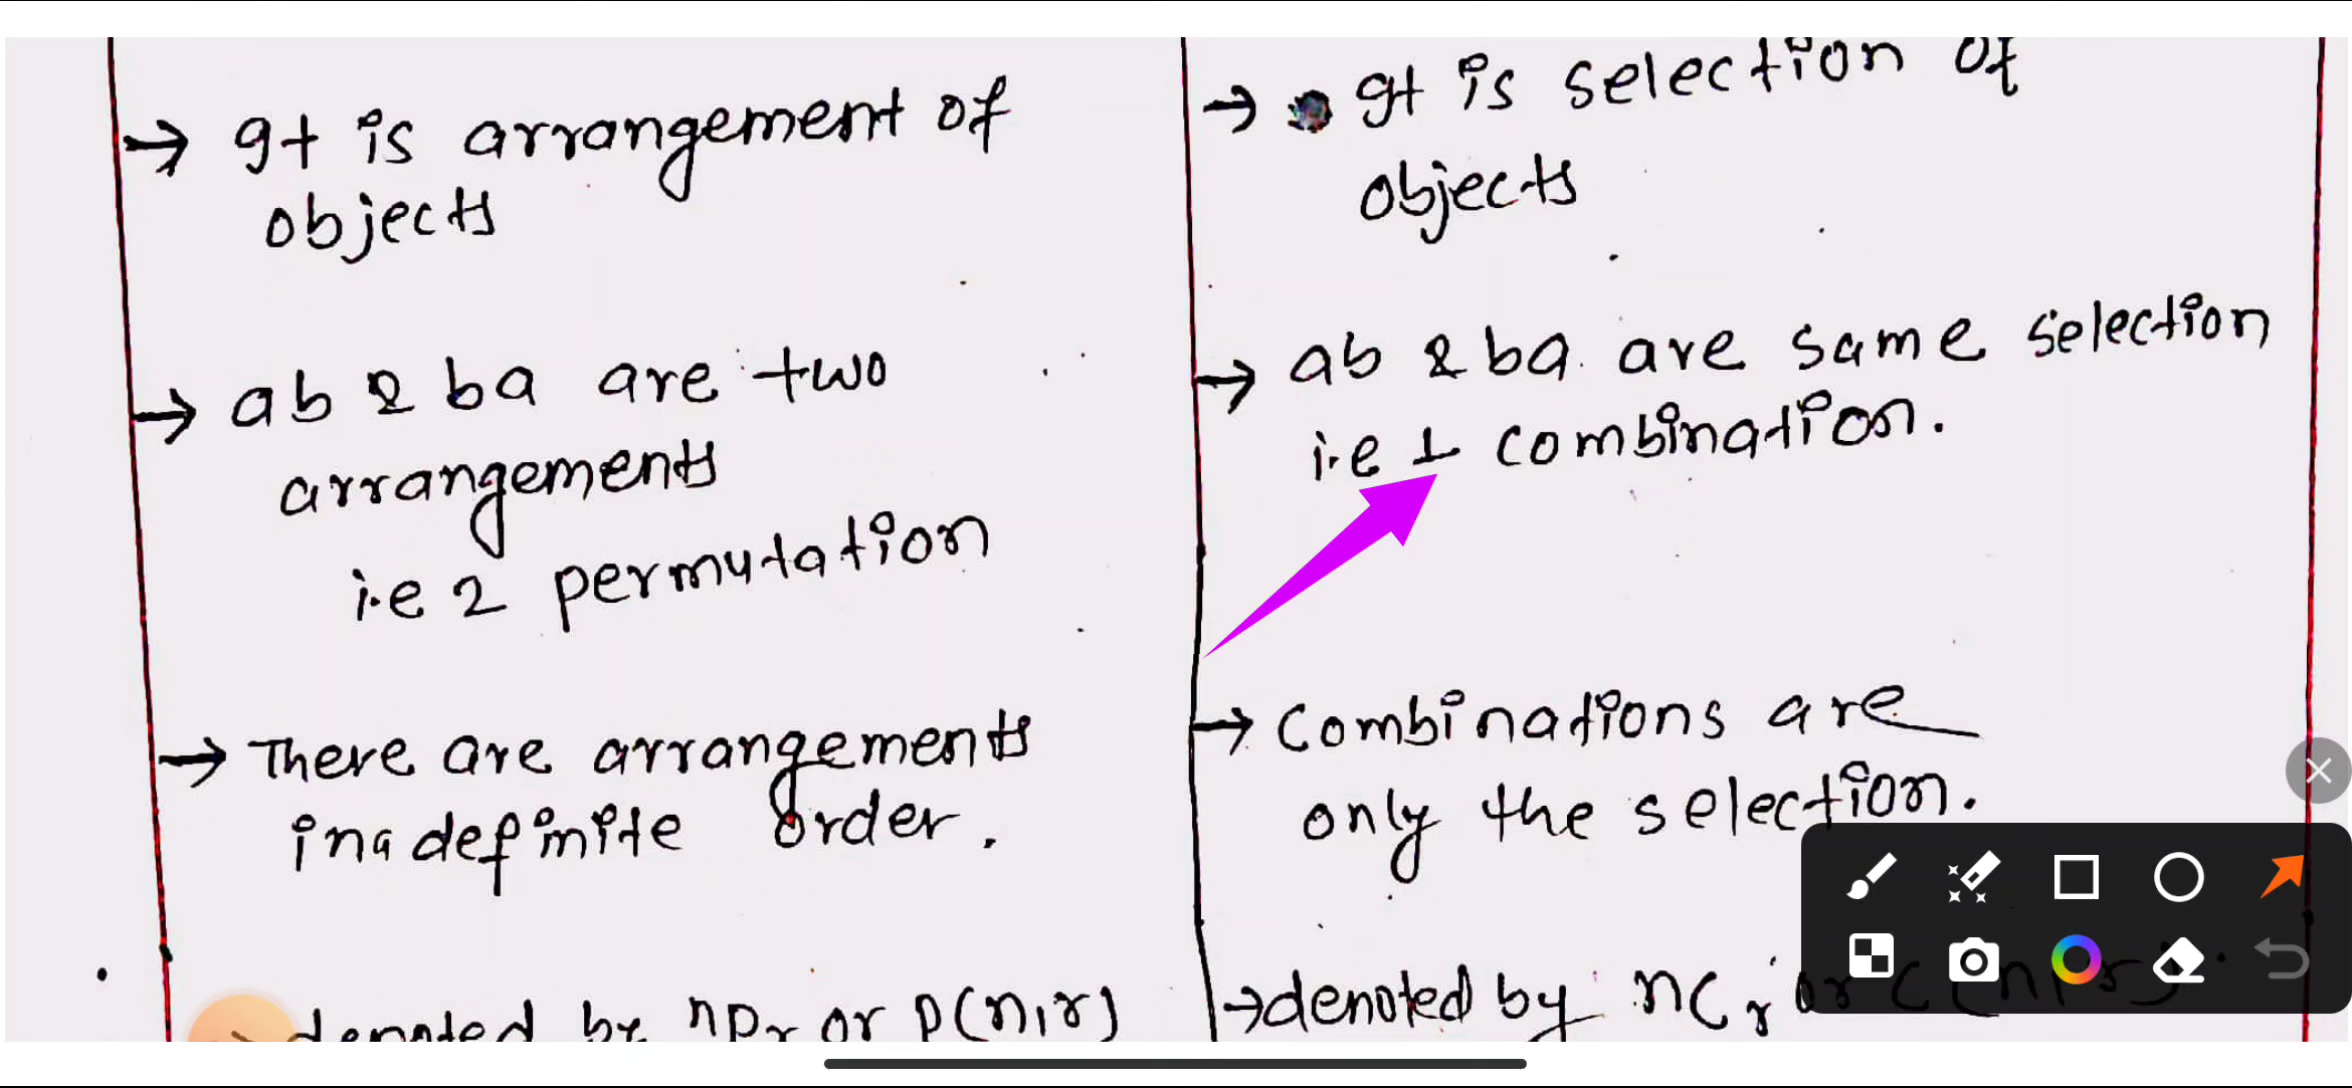 → It is arrangement of
objects
→ ab & ba are two
arrangements
i.e 2 permutation
→ There are arrangements
in a definite order.
denoted by nPr or P(n,r)
→ It is selection of
objects
→ ab & ba. are same selection
i.e 1 combination.
→ Combinations are
only the selection.
→ denoted by nCr or C(n,r)